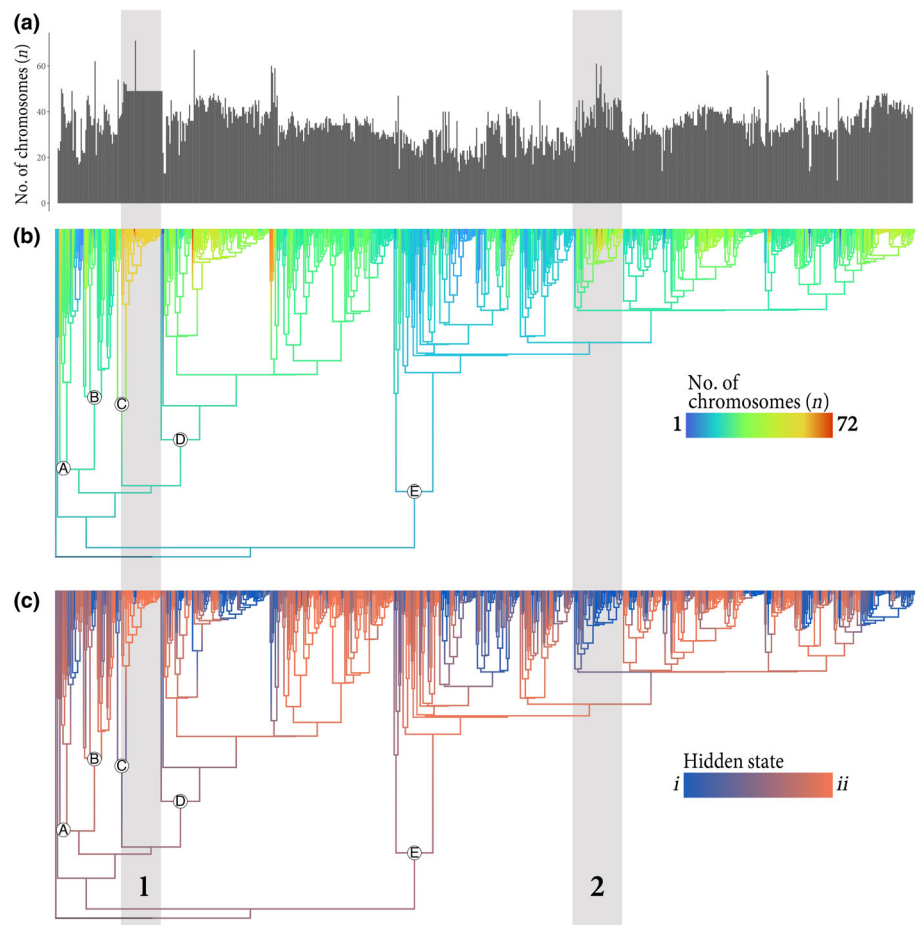 (a)
No. of chromosomes (n)
60
40
20
0
(b)
B
C
D
A
E
No. of
chromosomes (n)
1 72
(c)
B
C
D
A
E
Hidden state
i ii
1 2